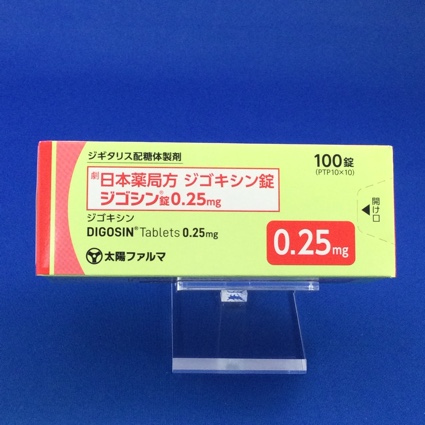 ジギタリス配糖体製剤
劇 日本薬局方 ジゴキシン錠
ジゴシン®錠0.25mg
ジゴキシン
DIGOSIN® Tablets 0.25mg
太陽ファルマ
100錠
(PTP10×10)
開け口
0.25mg